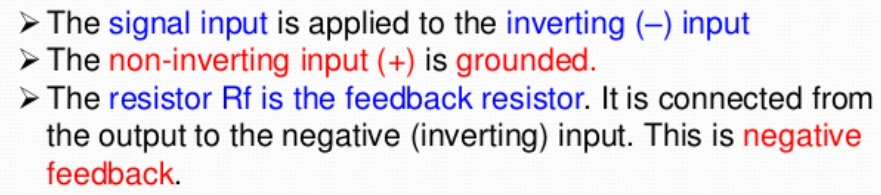 ➢ The signal input is applied to the inverting (–) input
➢ The non-inverting input (+) is grounded.
➢ The resistor Rf is the feedback resistor. It is connected from
the output to the negative (inverting) input. This is negative
feedback.